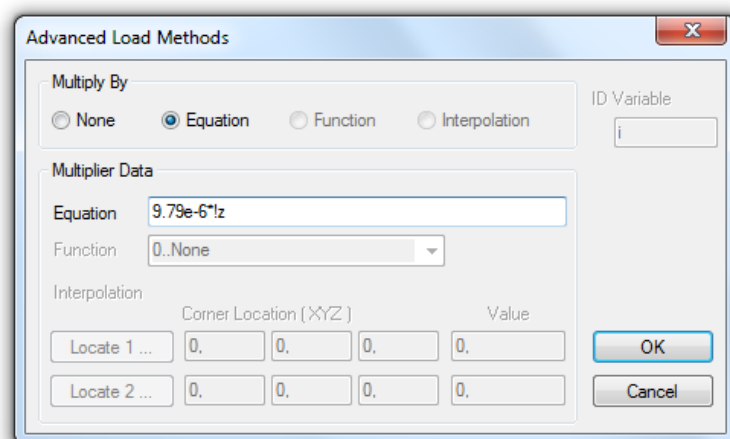 Advanced Load Methods
Multiply By
None Equation Function Interpolation
ID Variable
i
Multiplier Data
Equation 9.79e-6*!z
Function 0..None
Interpolation
Corner Location ( XYZ ) Value
Locate 1 ... 0, 0, 0, 0,
Locate 2 ... 0, 0, 0, 0,
OK
Cancel